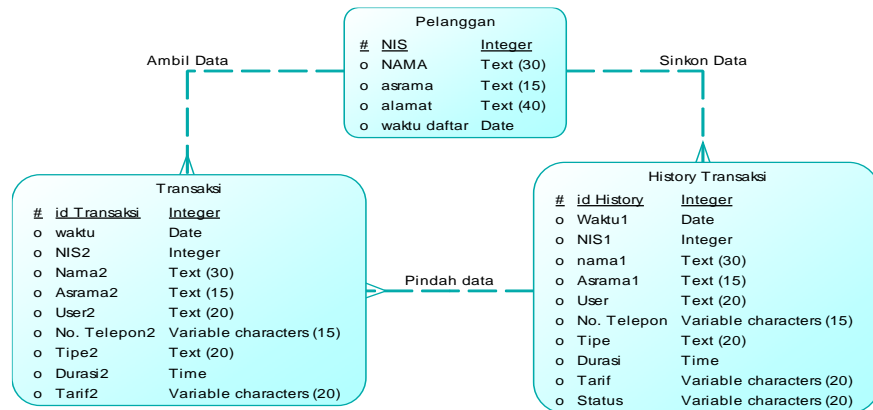 Pelanggan
# NIS Integer
o NAMA Text (30)
o asrama Text (15)
o alamat Text (40)
o waktu daftar Date
Ambil Data
Sinkon Data
Transaksi
# id Transaksi Integer
o waktu Date
o NIS2 Integer
o Nama2 Text (30)
o Asrama2 Text (15)
o User2 Text (20)
o No. Telepon2 Variable characters (15)
o Tipe2 Text (20)
o Durasi2 Time
o Tarif2 Variable characters (20)
Pindah data
History Transaksi
# id History Integer
o Waktu1 Date
o NIS1 Integer
o nama1 Text (30)
o Asrama1 Text (15)
o User Text (20)
o No. Telepon Variable characters (15)
o Tipe Text (20)
o Durasi Time
o Tarif Variable characters (20)
o Status Variable characters (20)